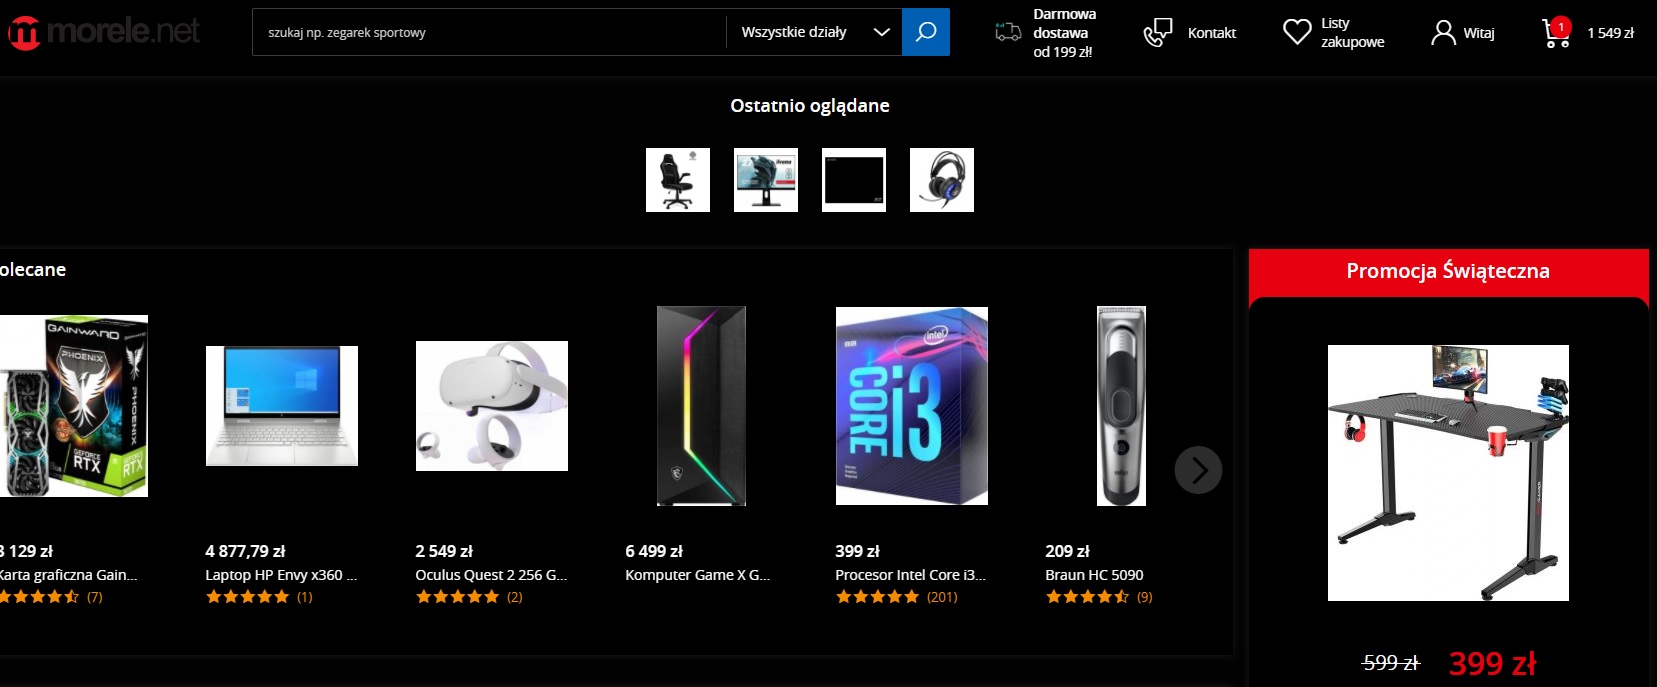 morele.net
szukaj np. zegarek sportowy
Wszystkie działy
Darmowa
dostawa
od 199 zł!
Kontakt
Listy
zakupowe
Witaj
1
1 549 zł
Ostatnio oglądane
olecane
Promocja Świąteczna
GAINWARD
PHOENIX
PHOENIX
GEFORCE
RTX
RTX
intel
CORE i3
3 129 zł
Karta graficzna Gain...
(7)
4 877,79 zł
Laptop HP Envy x360 ...
(1)
2 549 zł
Oculus Quest 2 256 G...
(2)
6 499 zł
Komputer Game X G...
399 zł
Procesor Intel Core i3...
(201)
209 zł
Braun HC 5090
(9)
599 zł
399 zł